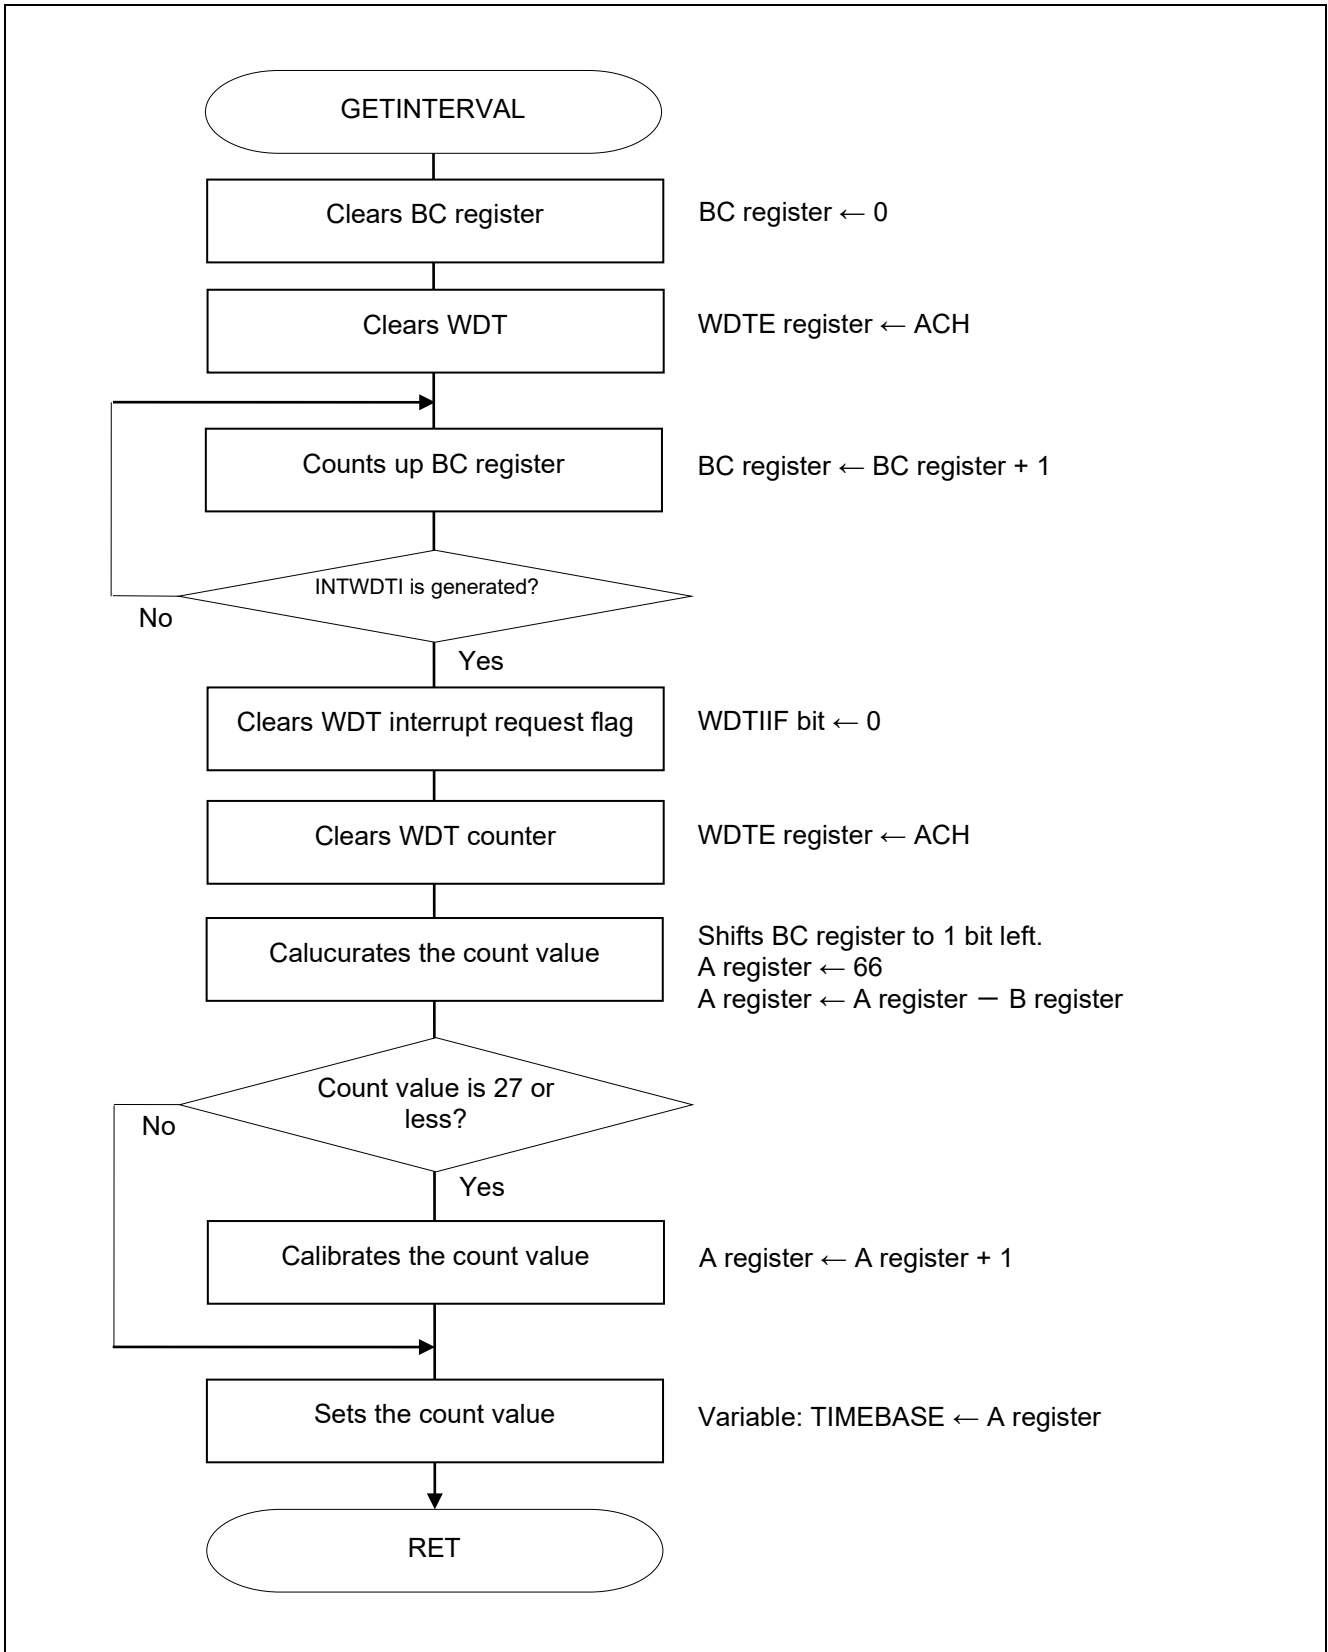 GETINTERVAL
Clears BC register
BC register ← 0
Clears WDT
WDTE register ← ACH
Counts up BC register
BC register ← BC register + 1
INTWDTI is generated?
No
Yes
Clears WDT interrupt request flag
WDTIIF bit ← 0
Clears WDT counter
WDTE register ← ACH
Calucurates the count value
Shifts BC register to 1 bit left.
A register ← 66
A register ← A register － B register
Count value is 27 or
less?
No
Yes
Calibrates the count value
A register ← A register + 1
Sets the count value
Variable: TIMEBASE ← A register
RET